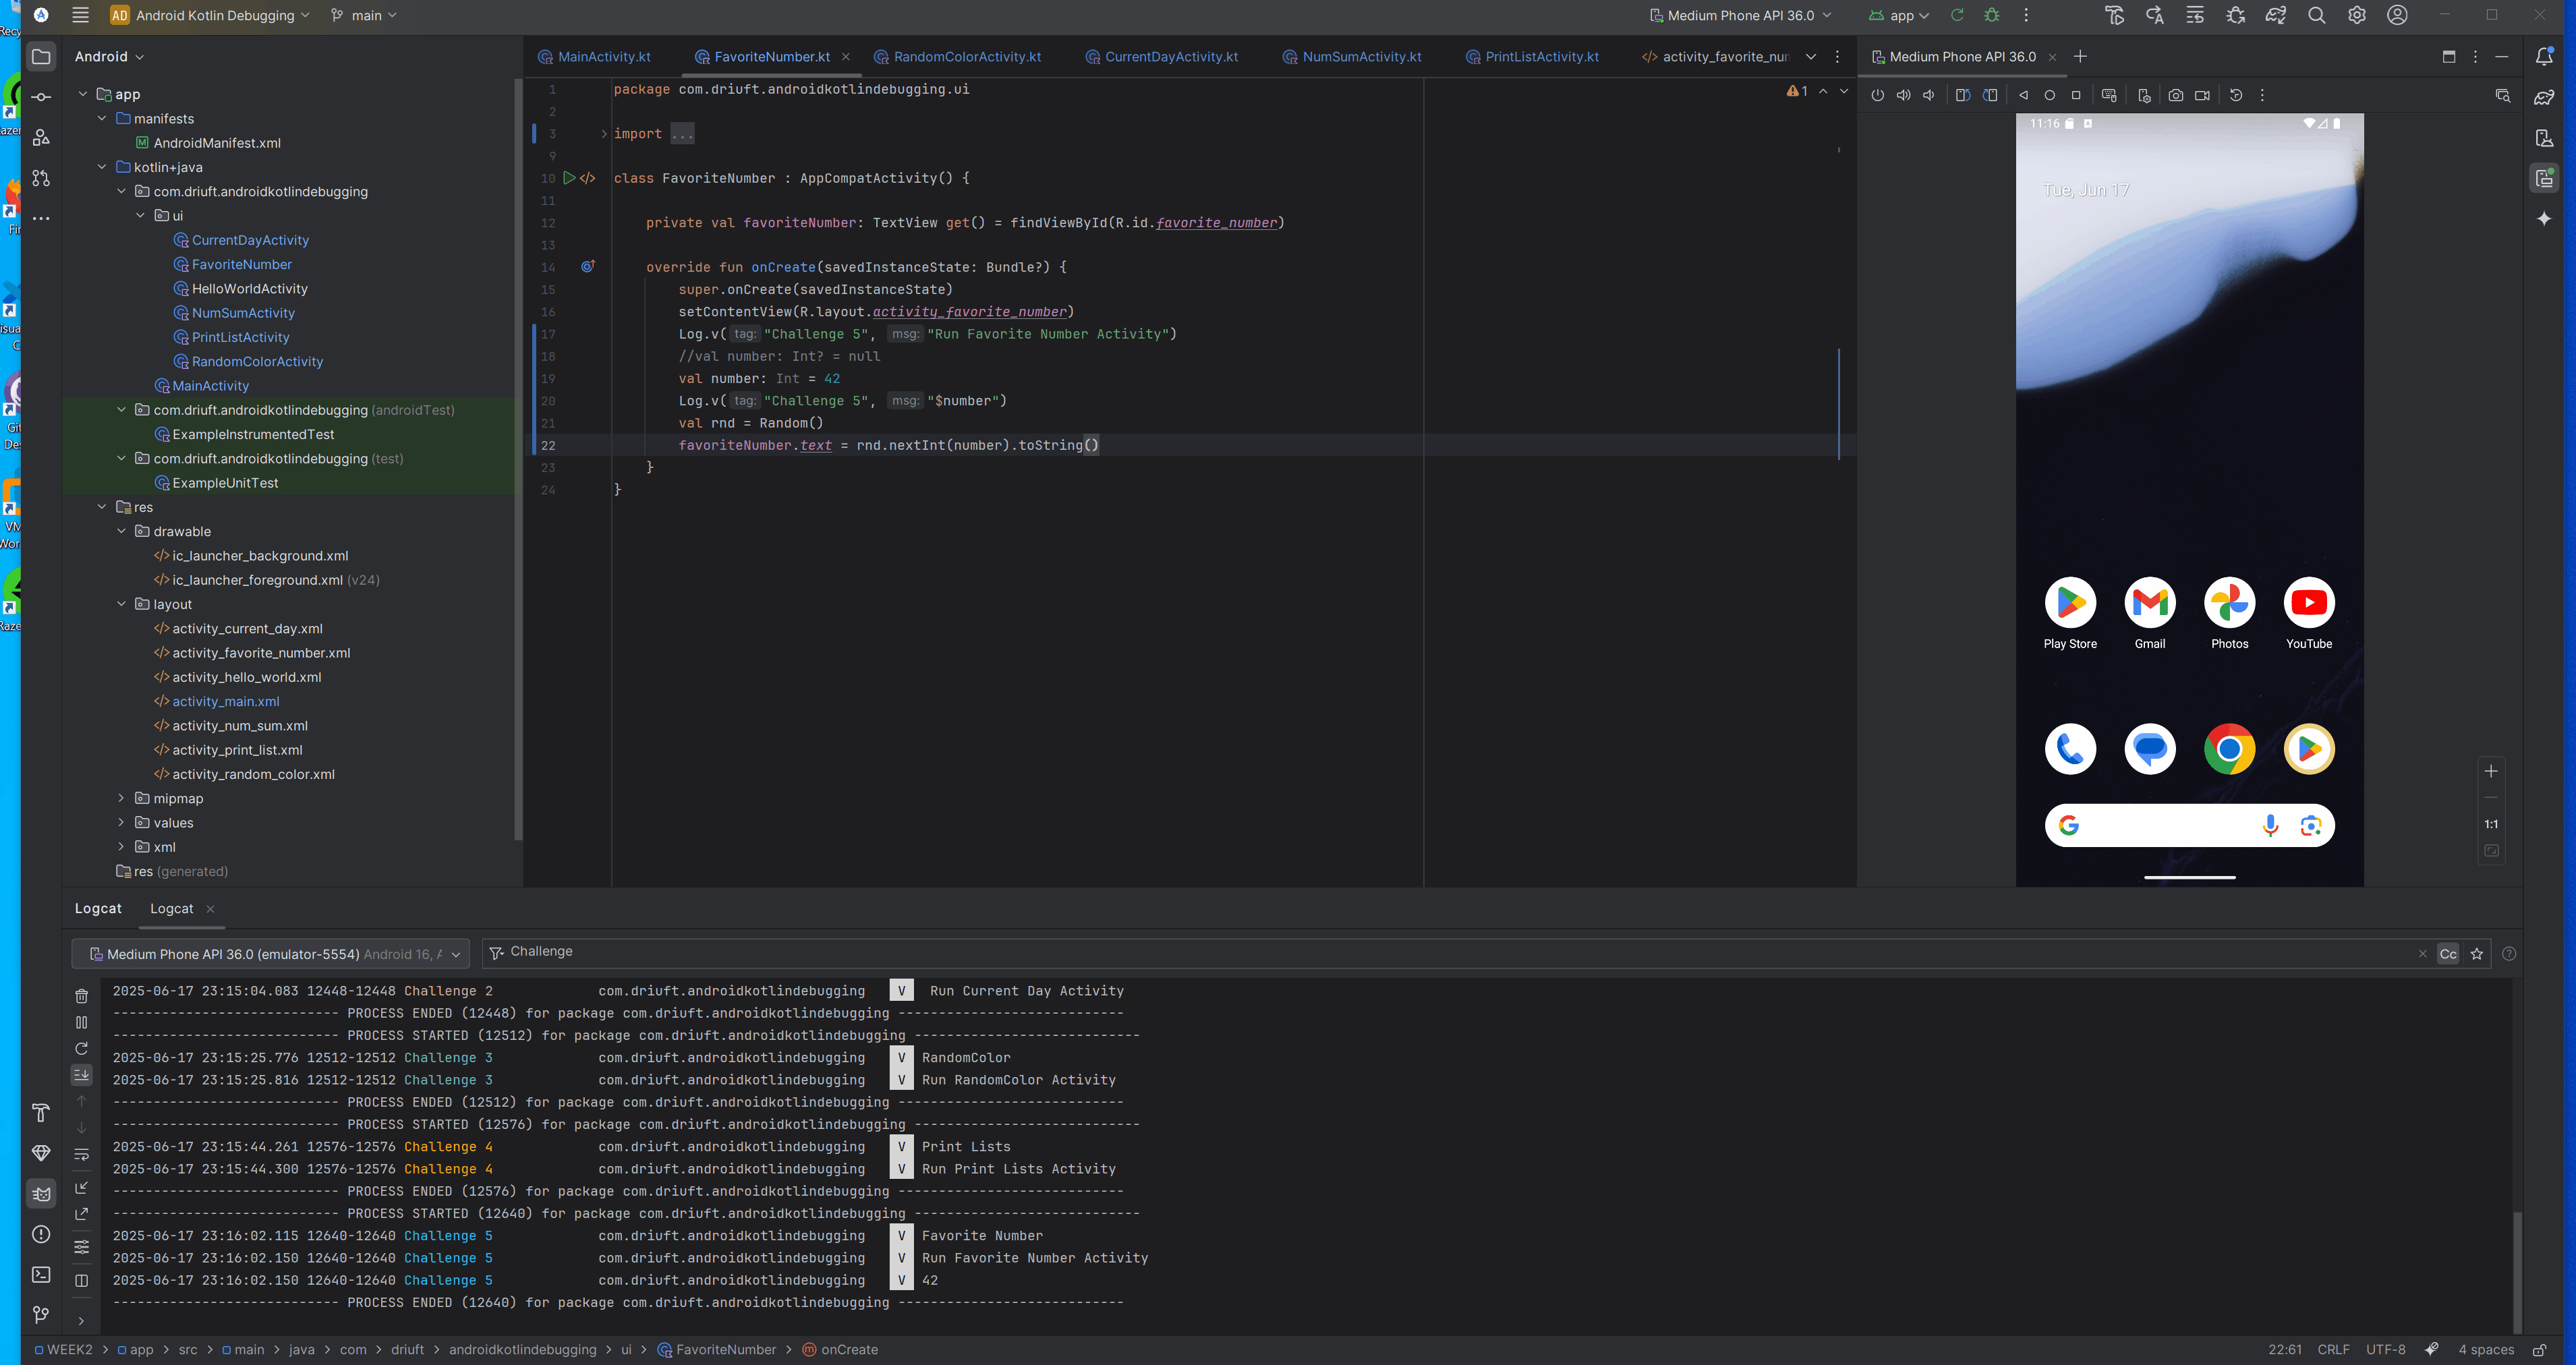 AD Android Kotlin Debugging main
Medium Phone API 36.0 app
Android
MainActivity.kt FavoriteNumber.kt RandomColorActivity.kt CurrentDayActivity.kt NumSumActivity.kt PrintListActivity.kt activity_favorite_nun
Medium Phone API 36.0
app
manifests
AndroidManifest.xml
kotlin+java
com.driuft.androidkotlindebugging
ui
CurrentDayActivity
FavoriteNumber
HelloWorldActivity
NumSumActivity
PrintListActivity
RandomColorActivity
MainActivity
com.driuft.androidkotlindebugging (androidTest)
ExampleInstrumentedTest
com.driuft.androidkotlindebugging (test)
ExampleUnitTest
res
drawable
ic_launcher_background.xml
ic_launcher_foreground.xml (v24)
layout
activity_current_day.xml
activity_favorite_number.xml
activity_hello_world.xml
activity_main.xml
activity_num_sum.xml
activity_print_list.xml
activity_random_color.xml
mipmap
values
xml
res (generated)
1 package com.driuft.androidkotlindebugging.ui
2
3 import ...
9
10 class FavoriteNumber : AppCompatActivity() {
11
12 private val favoriteNumber: TextView get() = findViewById(R.id.favorite_number)
13
14 override fun onCreate(savedInstanceState: Bundle?) {
15 super.onCreate(savedInstanceState)
16 setContentView(R.layout.activity_favorite_number)
17 Log.v( tag: "Challenge 5", msg: "Run Favorite Number Activity")
18 //val number: Int? = null
19 val number: Int = 42
20 Log.v( tag: "Challenge 5", msg: "$number")
21 val rnd = Random()
22 favoriteNumber.text = rnd.nextInt(number).toString()
23 }
24 }
1
11:16
Tue, Jun 17
Play Store Gmail Photos YouTube
1:1
Logcat Logcat
Medium Phone API 36.0 (emulator-5554) Android 16, A
Challenge
Cc
2025-06-17 23:15:04.083 12448-12448 Challenge 2 com.driuft.androidkotlindebugging V Run Current Day Activity
---------------------------- PROCESS ENDED (12448) for package com.driuft.androidkotlindebugging ----------------------------
---------------------------- PROCESS STARTED (12512) for package com.driuft.androidkotlindebugging ----------------------------
2025-06-17 23:15:25.776 12512-12512 Challenge 3 com.driuft.androidkotlindebugging V RandomColor
2025-06-17 23:15:25.816 12512-12512 Challenge 3 com.driuft.androidkotlindebugging V Run RandomColor Activity
---------------------------- PROCESS ENDED (12512) for package com.driuft.androidkotlindebugging ----------------------------
---------------------------- PROCESS STARTED (12576) for package com.driuft.androidkotlindebugging ----------------------------
2025-06-17 23:15:44.261 12576-12576 Challenge 4 com.driuft.androidkotlindebugging V Print Lists
2025-06-17 23:15:44.300 12576-12576 Challenge 4 com.driuft.androidkotlindebugging V Run Print Lists Activity
---------------------------- PROCESS ENDED (12576) for package com.driuft.androidkotlindebugging ----------------------------
---------------------------- PROCESS STARTED (12640) for package com.driuft.androidkotlindebugging ----------------------------
2025-06-17 23:16:02.115 12640-12640 Challenge 5 com.driuft.androidkotlindebugging V Favorite Number
2025-06-17 23:16:02.150 12640-12640 Challenge 5 com.driuft.androidkotlindebugging V Run Favorite Number Activity
2025-06-17 23:16:02.150 12640-12640 Challenge 5 com.driuft.androidkotlindebugging V 42
---------------------------- PROCESS ENDED (12640) for package com.driuft.androidkotlindebugging ----------------------------
WEEK2 > app > src > main > java > com > driuft > androidkotlindebugging > ui > FavoriteNumber > onCreate
22:61 CRLF UTF-8 4 spaces